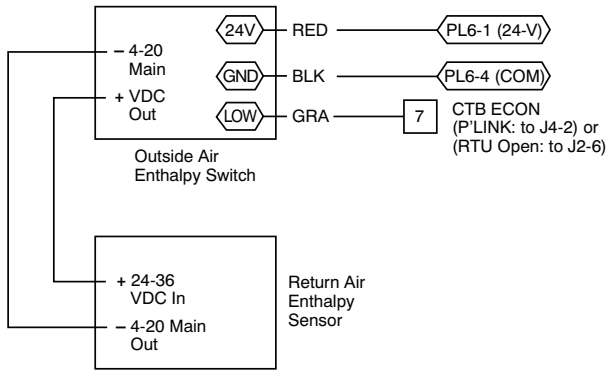 24V RED PL6-1 (24-V)
– 4-20
Main
GND BLK PL6-4 (COM)
+ VDC
Out
LOW GRA 7 CTB ECON
(P'LINK: to J4-2) or
(RTU Open: to J2-6)
Outside Air
Enthalpy Switch
+ 24-36
VDC In
– 4-20 Main
Out
Return Air
Enthalpy
Sensor